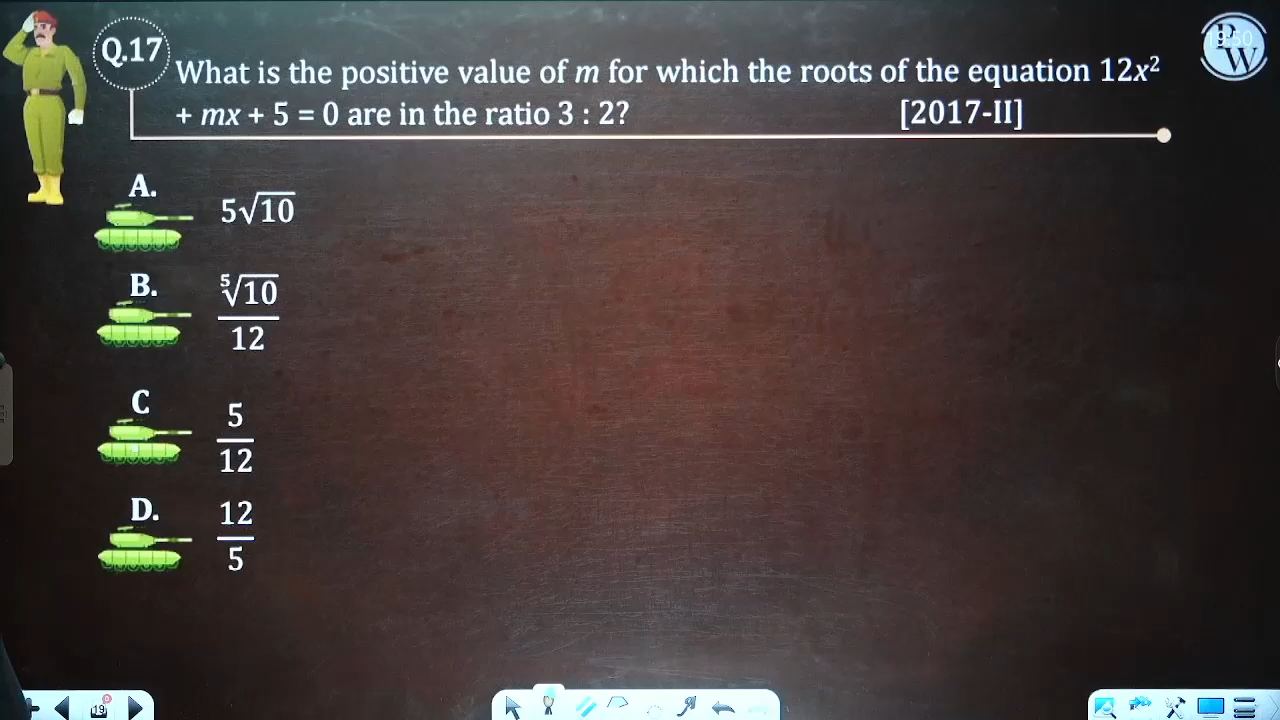 Q.17
What is the positive value of m for which the roots of the equation 12x²
+ mx + 5 = 0 are in the ratio 3 : 2? [2017-II]
A.
5√10
B.
⁵√10
12
C
5
12
D.
12
5
19